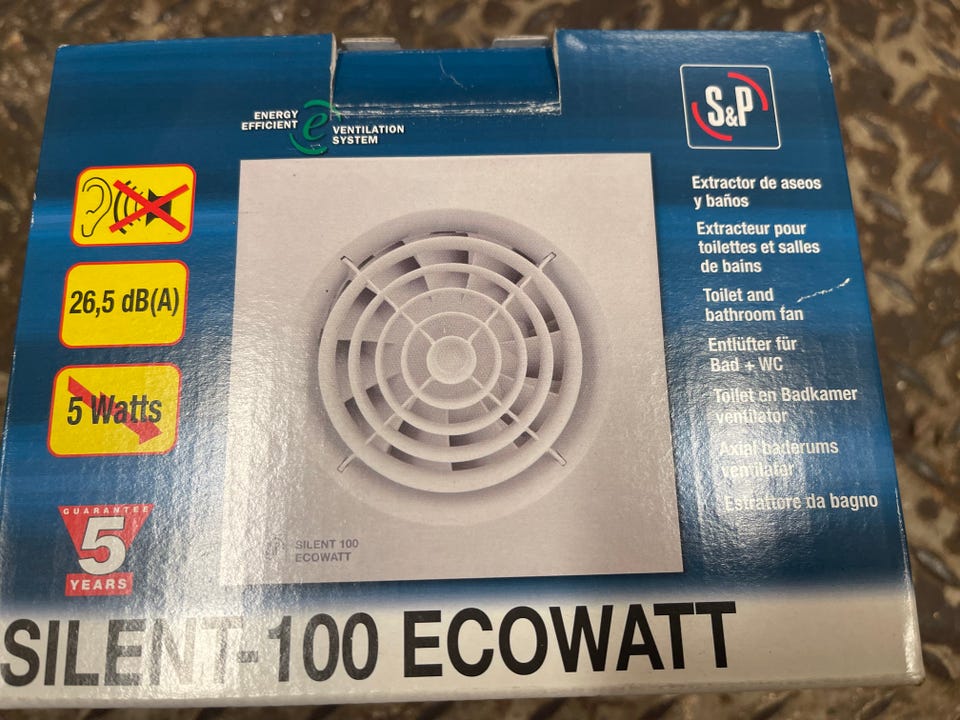 ENERGY
EFFICIENT
e
VENTILATION
SYSTEM
S&P
26,5 dB(A)
5 Watts
GUARANTEE
5
YEARS
Extractor de aseos
y baños
Extracteur pour
toilettes et salles
de bains
Toilet and
bathroom fan
Entlüfter für
Bad + WC
Toilet en Badkamer
ventilator
Axial baderums
ventilator
Estrattore da bagno
SILENT 100
ECOWATT
SILENT-100 ECOWATT